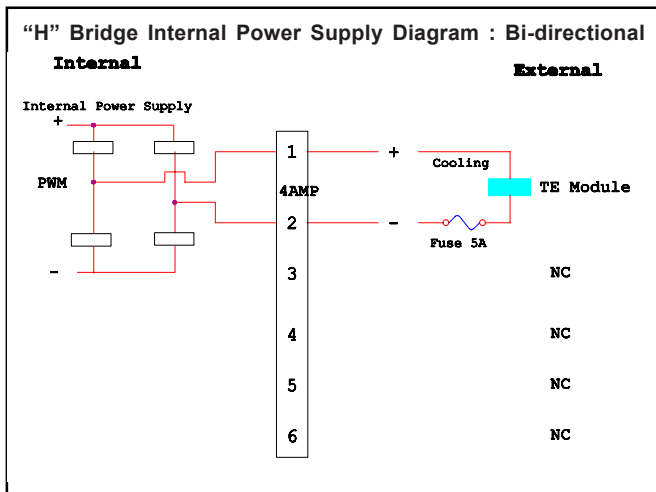 “H” Bridge Internal Power Supply Diagram : Bi-directional
Internal
External
Internal Power Supply
+
1
+
Cooling
PWM
4AMP
TE Module
2
-
Fuse 5A
-
3
NC
4
NC
5
NC
6
NC